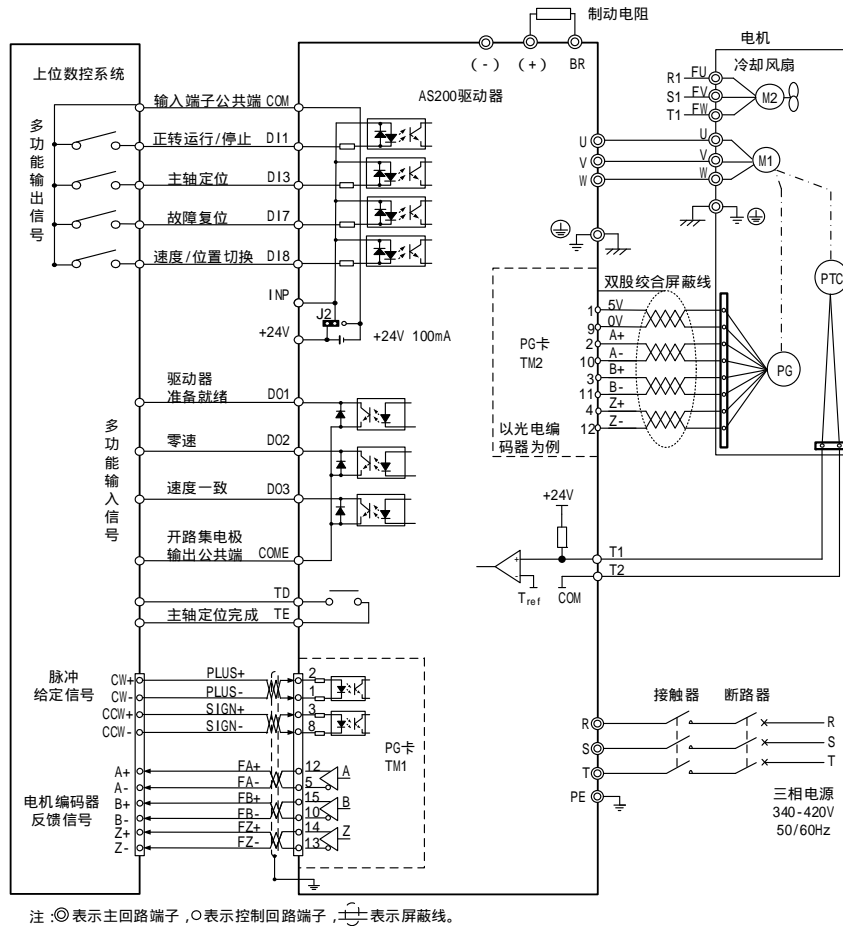 制动电阻
(-) (+) BR
上位数控系统
AS200驱动器
电机
冷却风扇
R1 FU
S1 FV
T1 FW
M2
多功能输出信号
输入端子公共端 COM
正转运行/停止 DI1
主轴定位 DI3
故障复位 DI7
速度/位置切换 DI8
INP
J2
+24V
+24V 100mA
U U
V V
W W
M1
PTC
双股绞合屏蔽线
PG卡
TM2
以光电编
码器为例
1 5V
9 0V
2 A+
10 A-
3 B+
11 B-
4 Z+
12 Z-
PG
多功能输入信号
驱动器
准备就绪 DO1
零速 DO2
速度一致 DO3
开路集电极
输出公共端 COME
TD
主轴定位完成 TE
+24V
+
-
Tref COM
T1
T2
脉冲
给定信号
CW+ PLUS+ 2
CW- PLUS- 1
CCW+ SIGN+ 3
CCW- SIGN- 8
PG卡
TM1
电机编码器
反馈信号
A+ FA+ 12 A
A- FA- 5
B+ FB+ 15 B
B- FB- 10
Z+ FZ+ 14 Z
Z- FZ- 13
接触器 断路器
R R
S S
T T
PE
三相电源
340-420V
50/60Hz
注:◎表示主回路端子,○表示控制回路端子, 表示屏蔽线。